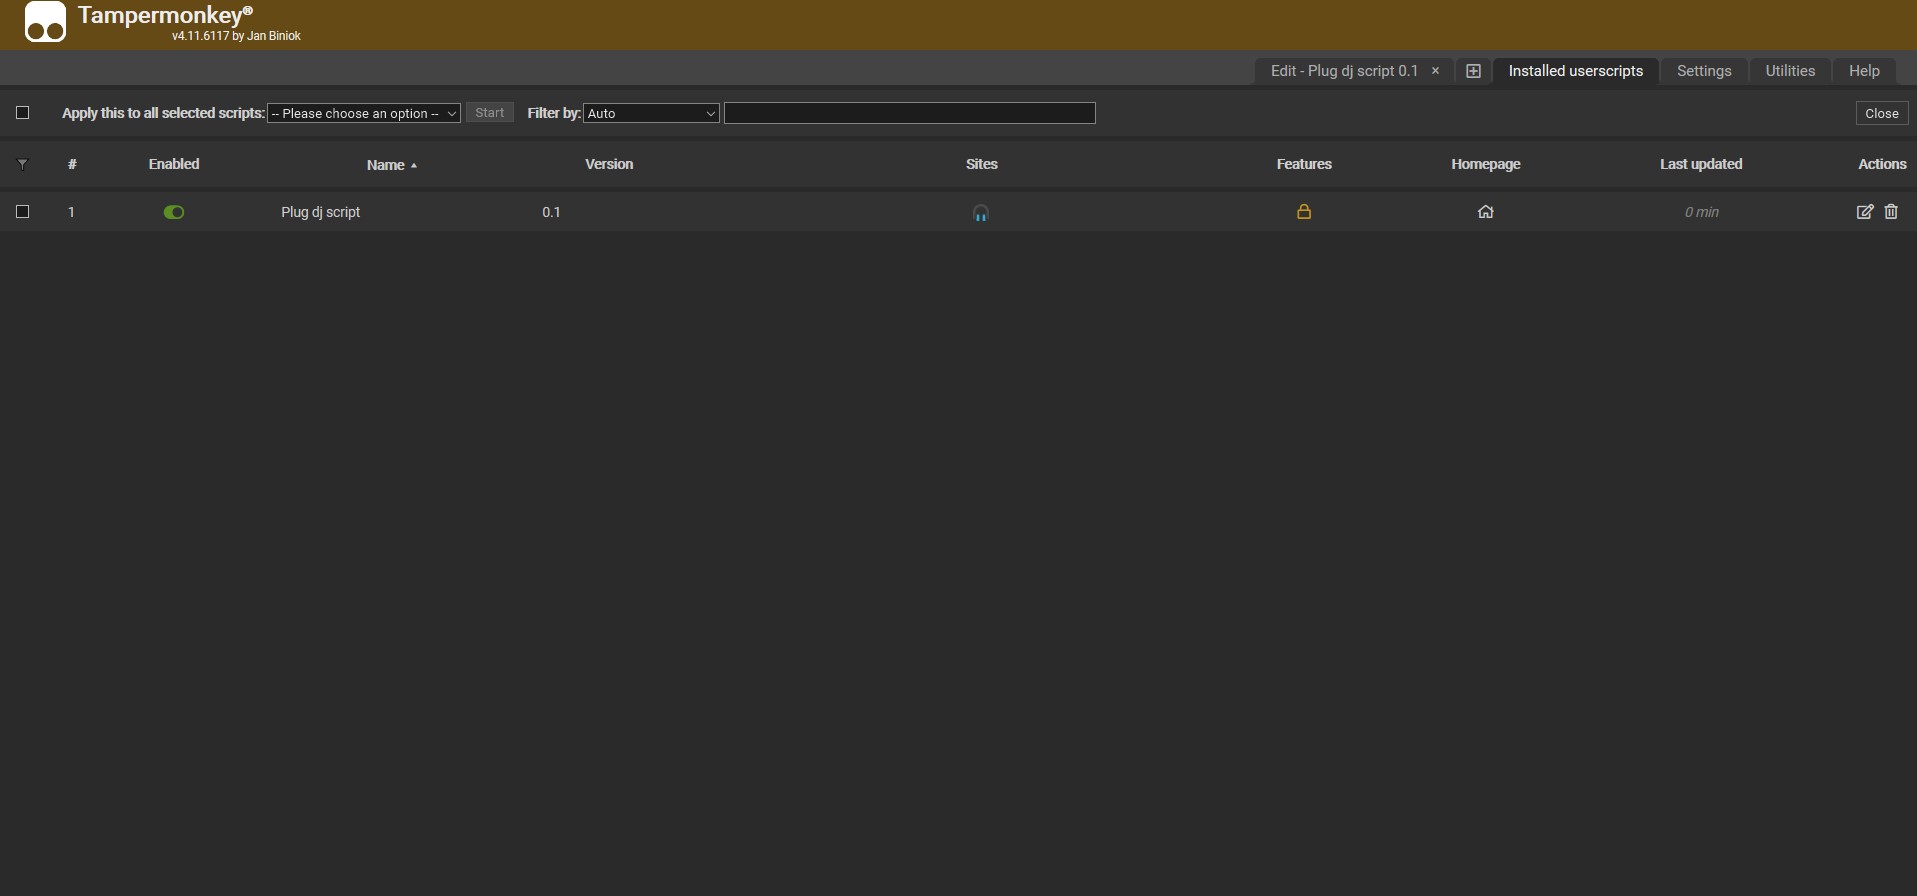 Tampermonkey®
v4.11.6117 by Jan Biniok
Edit - Plug dj script 0.1 × Installed userscripts Settings Utilities Help
Apply this to all selected scripts: -- Please choose an option -- Start Filter by: Auto Close
# Enabled Name ▲ Version Sites Features Homepage Last updated Actions
1 Plug dj script 0.1 0 min